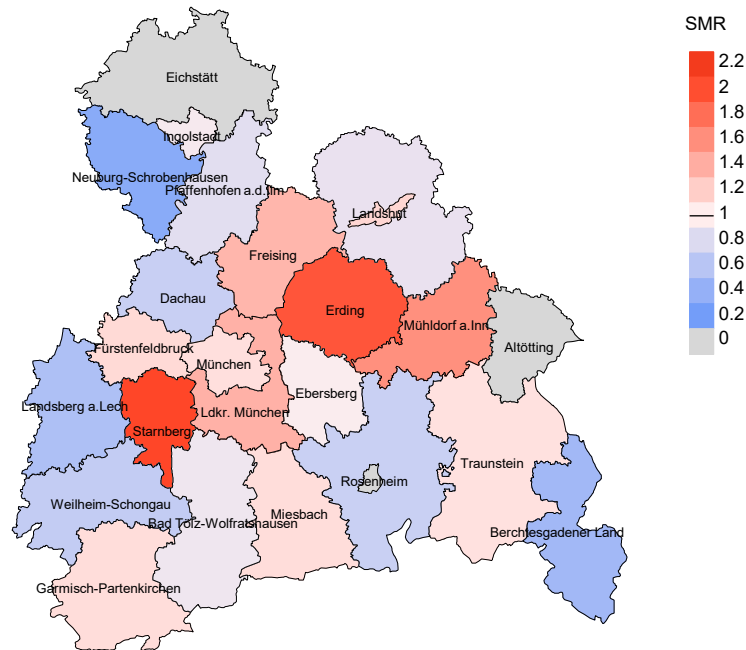 SMR
2.2
2
1.8
1.6
1.4
1.2
1
0.8
0.6
0.4
0.2
0
Eichstätt
Ingolstadt
Neuburg-Schrobenhausen
Pfaffenhofen a.d.Ilm
Landshut
Freising
Dachau
Erding
Mühldorf a.Inn
Altötting
Fürstenfeldbruck
München
Ebersberg
Landsberg a.Lech
Starnberg
Ldkr. München
Traunstein
Rosenheim
Weilheim-Schongau
Miesbach
Bad Tölz-Wolfratshausen
Berchtesgadener Land
Garmisch-Partenkirchen